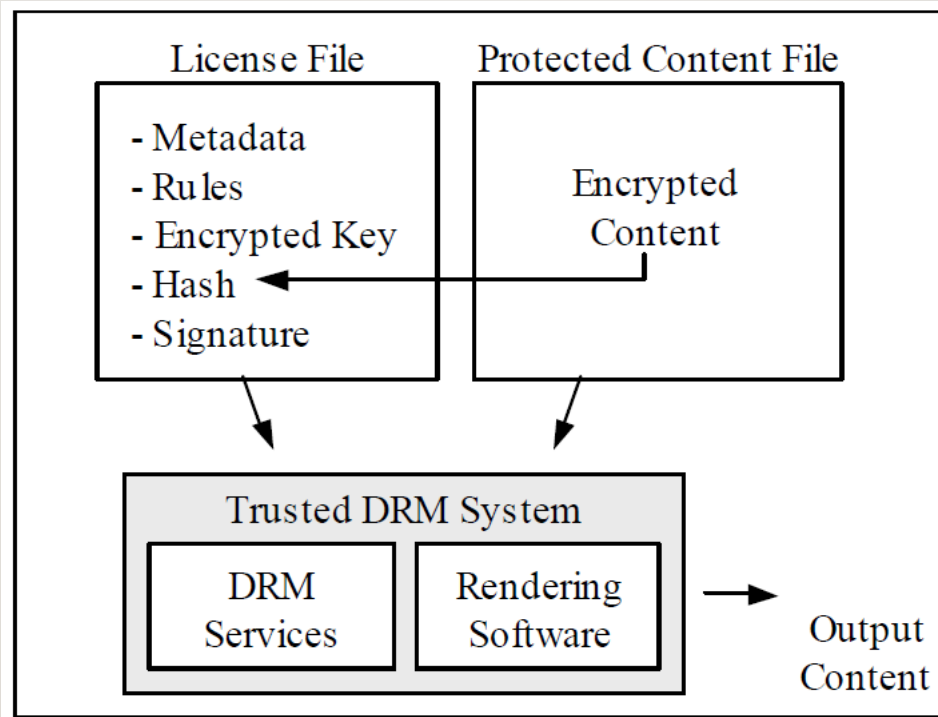 License File
- Metadata
- Rules
- Encrypted Key
- Hash
- Signature
Protected Content File
Encrypted
Content
Trusted DRM System
DRM
Services
Rendering
Software
Output
Content